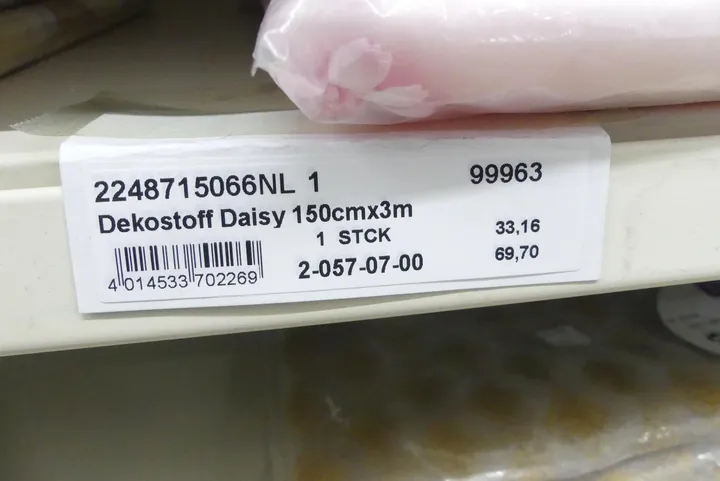 2248715066NL 1 99963
Dekostoff Daisy 150cmx3m
1 STCK 33,16
4 014533 702269 2-057-07-00 69,70